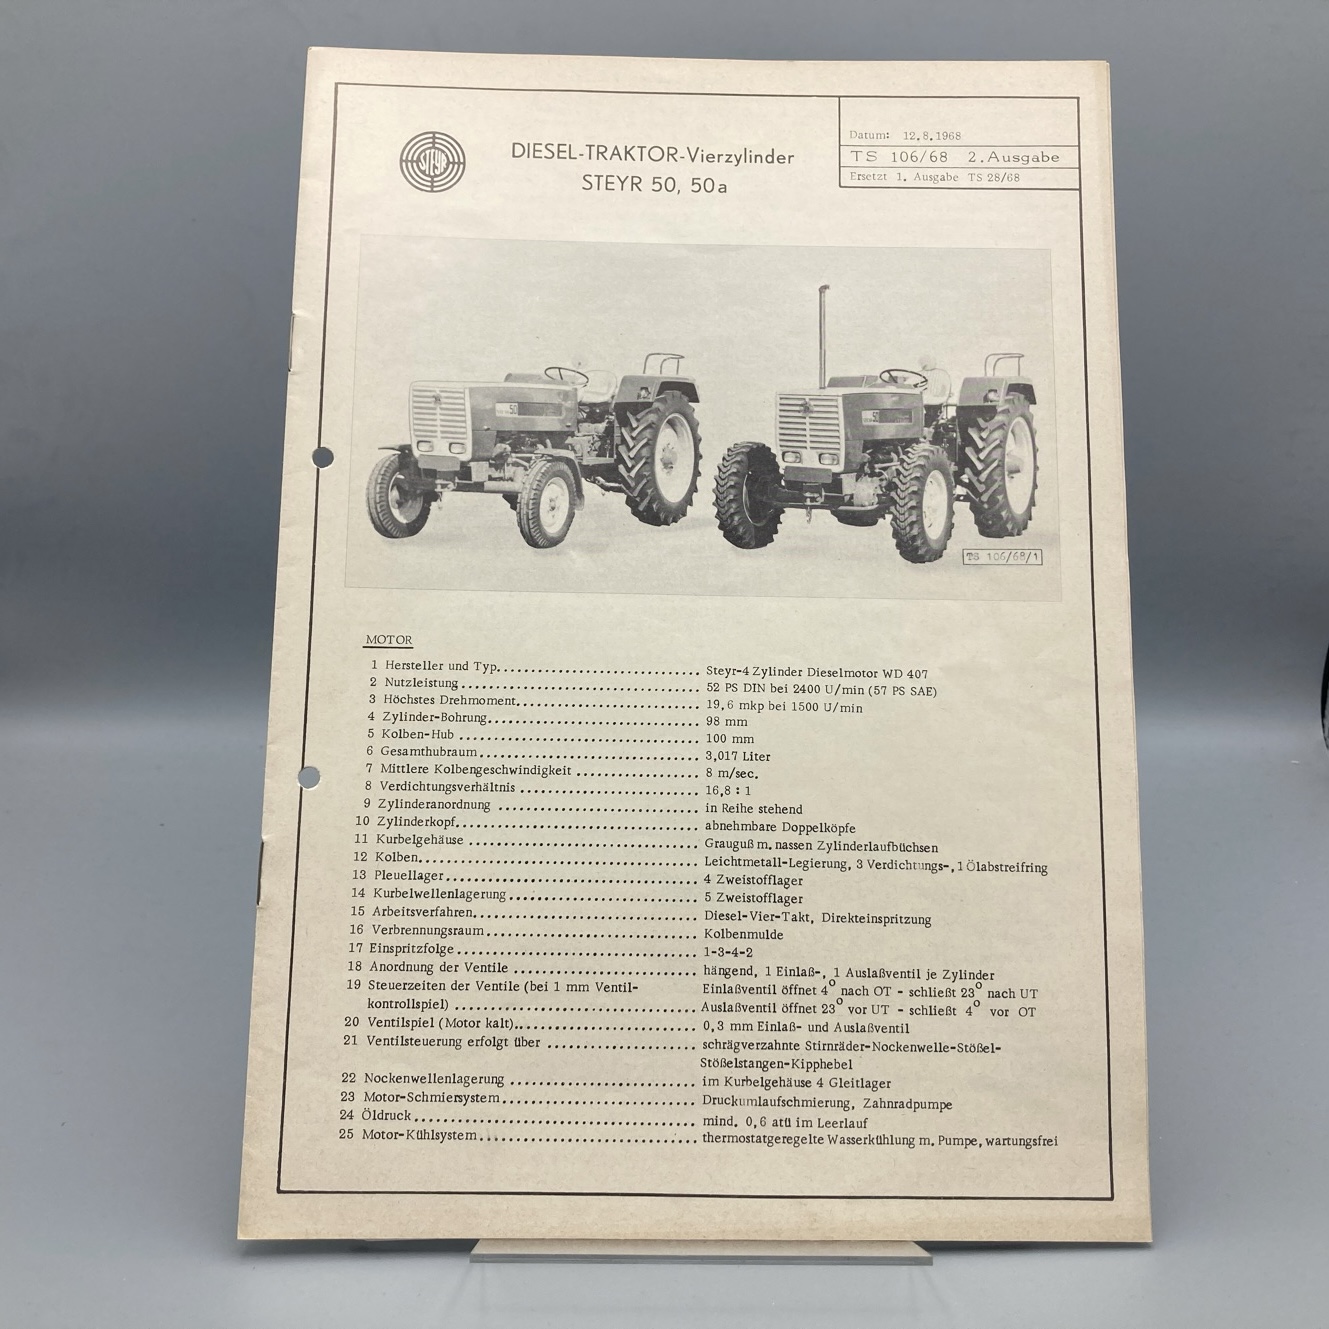 STEYR
DIESEL-TRAKTOR-Vierzylinder
STEYR 50, 50a
Datum: 12.8.1968
TS 106/68 2.Ausgabe
Ersetzt 1. Ausgabe TS 28/68
50
50
TS 106/68/1
MOTOR
1 Hersteller und Typ.............................. Steyr-4 Zylinder Dieselmotor WD 407
2 Nutzleistung.................................. 52 PS DIN bei 2400 U/min (57 PS SAE)
3 Höchstes Drehmoment........................... 19,6 mkp bei 1500 U/min
4 Zylinder-Bohrung............................... 98 mm
5 Kolben-Hub ................................... 100 mm
6 Gesamthubraum................................ 3,017 Liter
7 Mittlere Kolbengeschwindigkeit .................. 8 m/sec.
8 Verdichtungsverhältnis .......................... 16,8 : 1
9 Zylinderanordnung ............................. in Reihe stehend
10 Zylinderkopf................................... abnehmbare Doppelköpfe
11 Kurbelgehäuse ................................. Grauguß m. nassen Zylinderlaufbüchsen
12 Kolben........................................ Leichtmetall-Legierung, 3 Verdichtungs-, 1 Ölabstreifring
13 Pleuellager.................................... 4 Zweistofflager
14 Kurbelwellenlagerung........................... 5 Zweistofflager
15 Arbeitsverfahren................................ Diesel-Vier-Takt, Direkteinspritzung
16 Verbrennungsraum.............................. Kolbenmulde
17 Einspritzfolge.................................. 1-3-4-2
18 Anordnung der Ventile .......................... hängend, 1 Einlaß-, 1 Auslaßventil je Zylinder
19 Steuerzeiten der Ventile (bei 1 mm Ventil- Einlaßventil öffnet 4° nach OT - schließt 23° nach UT
kontrollspiel) .................................. Auslaßventil öffnet 23° vor UT - schließt 4° vor OT
20 Ventilspiel (Motor kalt).......................... 0,3 mm Einlaß- und Auslaßventil
21 Ventilsteuerung erfolgt über ..................... schrägverzahnte Stirnräder-Nockenwelle-Stößel-
Stößelstangen-Kipphebel
22 Nockenwellenlagerung .......................... im Kurbelgehäuse 4 Gleitlager
23 Motor-Schmiersystem............................ Druckumlaufschmierung, Zahnradpumpe
24 Öldruck........................................ mind. 0,6 atü im Leerlauf
25 Motor-Kühlsystem............................... thermostatgeregelte Wasserkühlung m. Pumpe, wartungsfrei